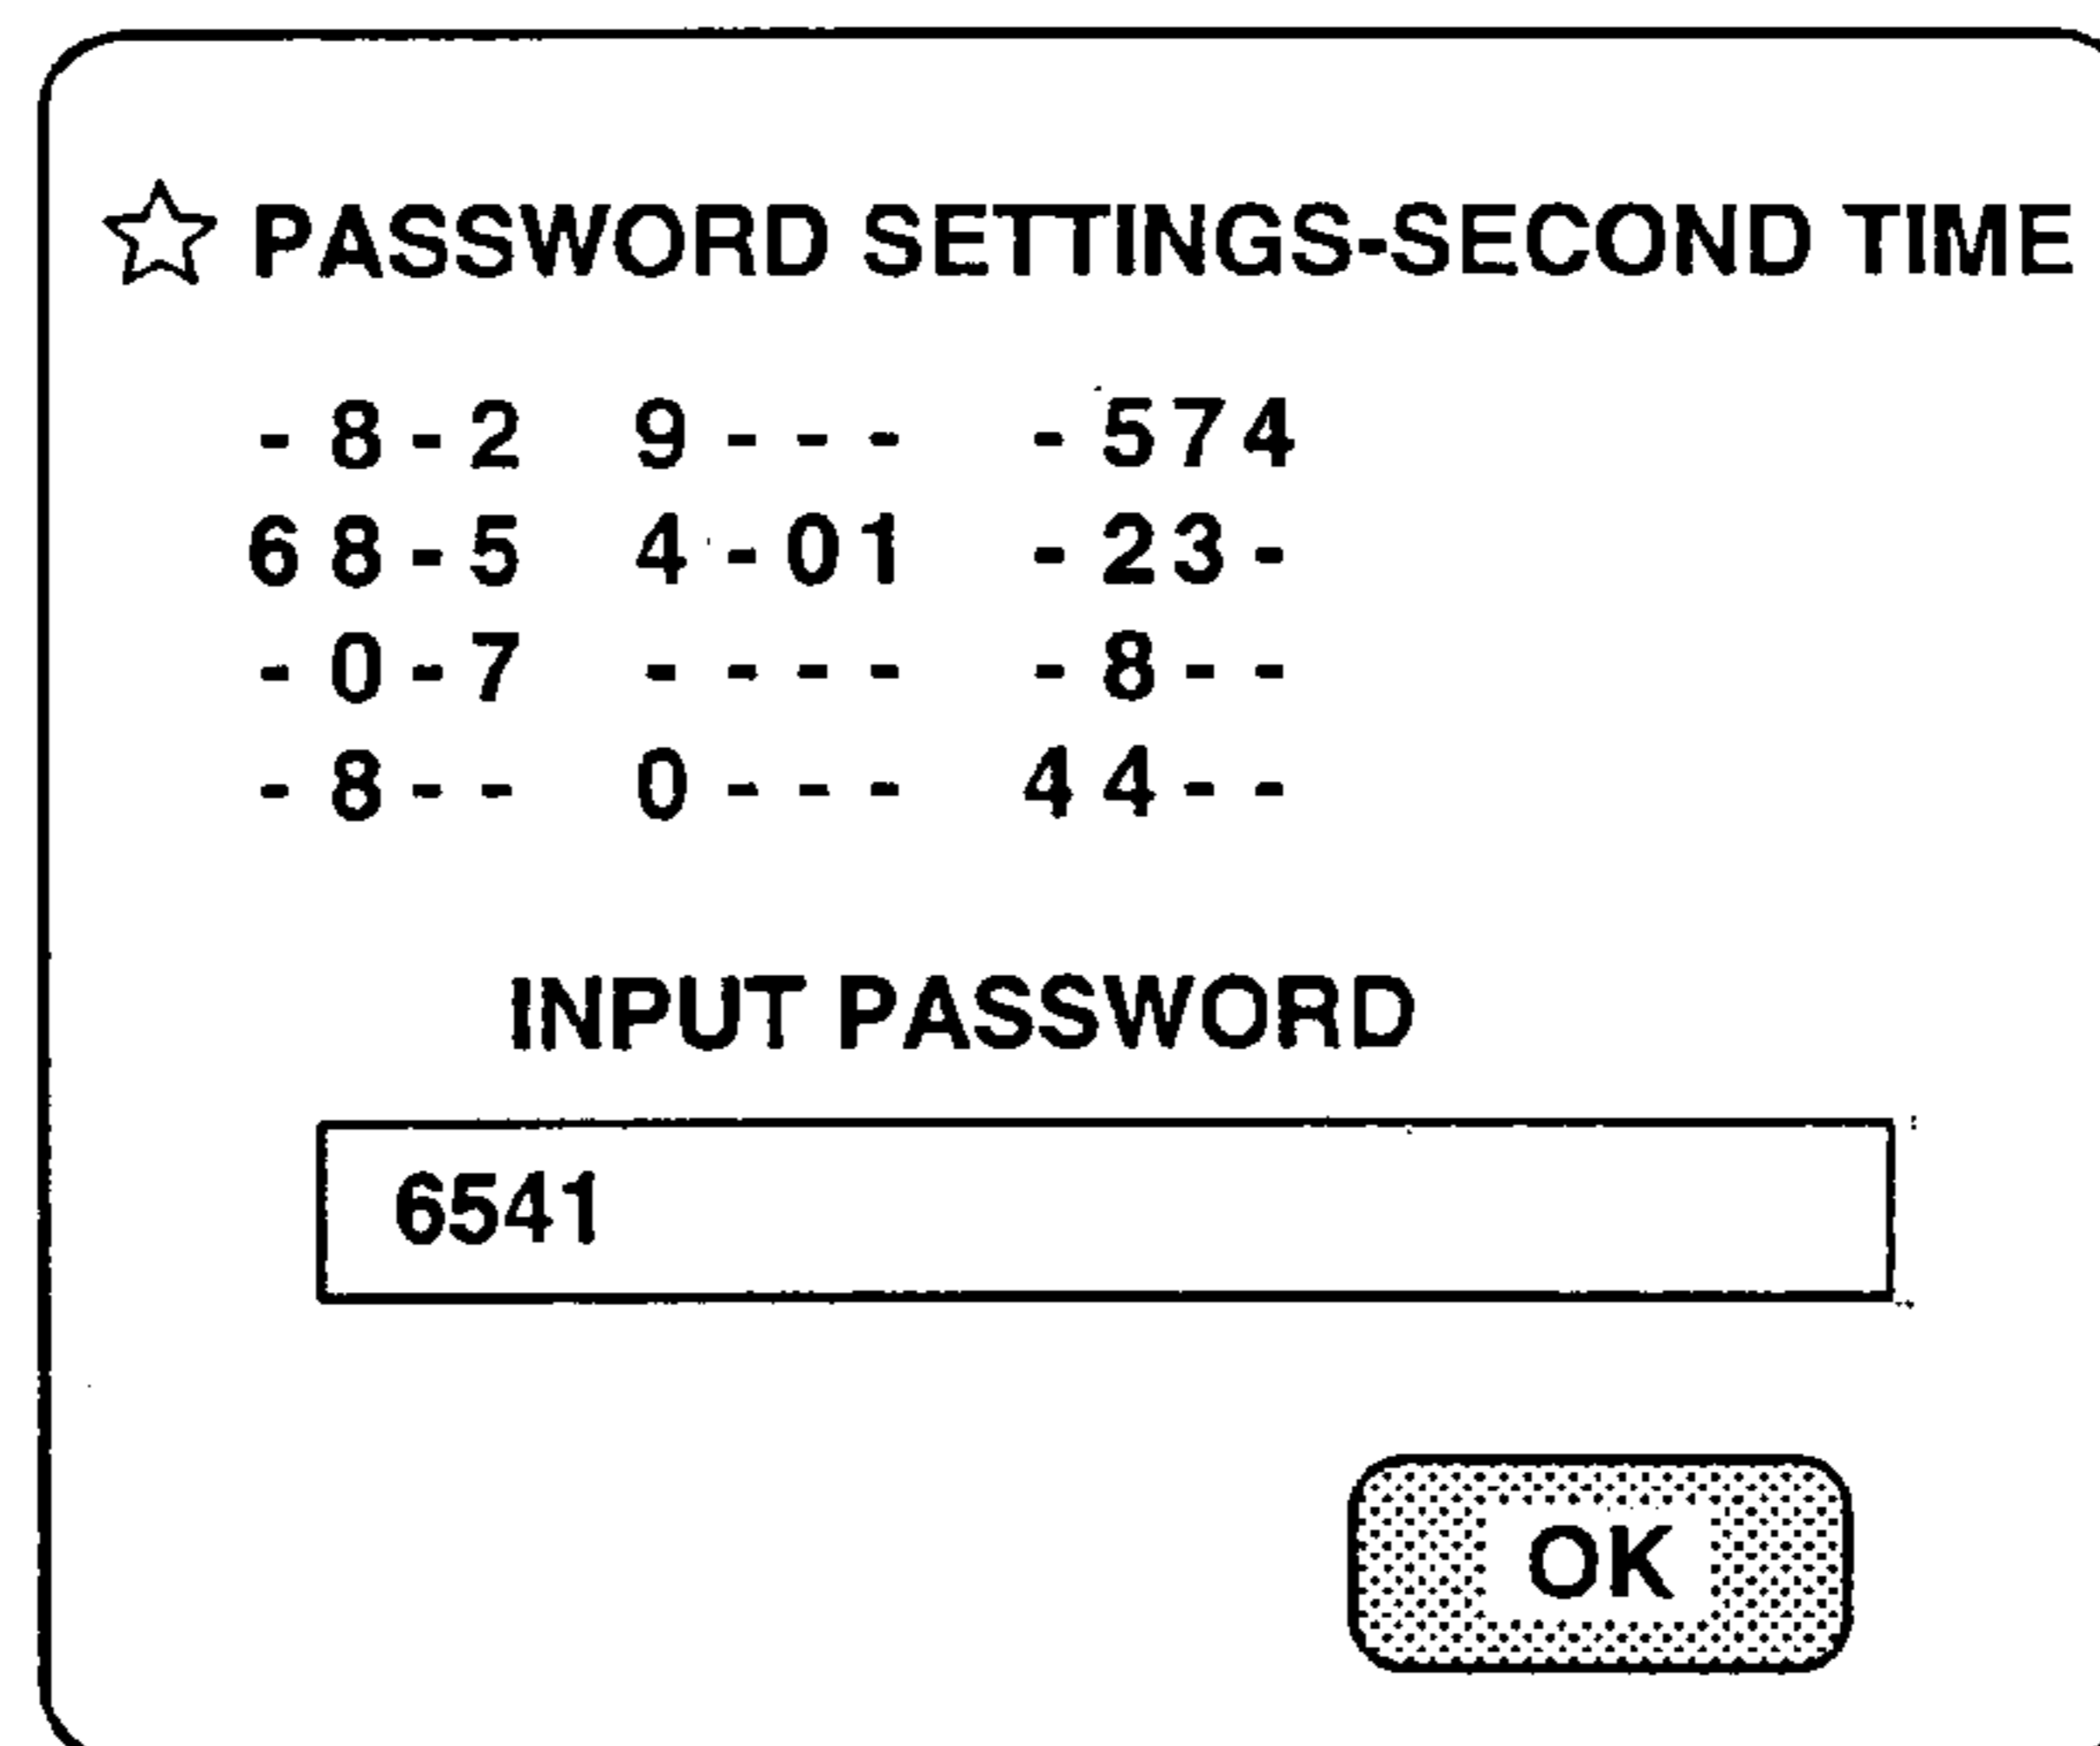 ☆ PASSWORD SETTINGS-SECOND TIME
-8-2 9--- -574
68-5 4-01 -23-
-0-7 ---- -8--
-8-- 0--- 44--
INPUT PASSWORD
6541
OK